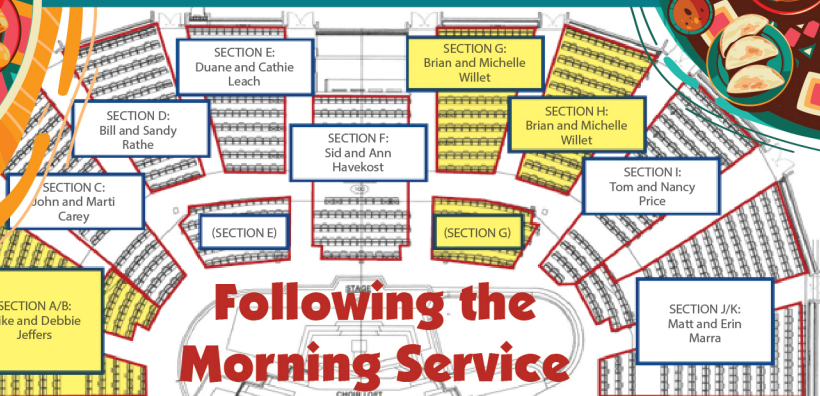 SECTION E:
Duane and Cathie
Leach
SECTION G:
Brian and Michelle
Willet
SECTION D:
Bill and Sandy
Rathe
SECTION F:
Sid and Ann
Havekost
SECTION H:
Brian and Michelle
Willet
SECTION C:
John and Marti
Carey
SECTION I:
Tom and Nancy
Price
(SECTION E)
(SECTION G)
SECTION A/B:
and Debbie
Jeffers
SECTION J/K:
Matt and Erin
Marra
STAGE
Following the
Morning Service
CHOIR LOFT